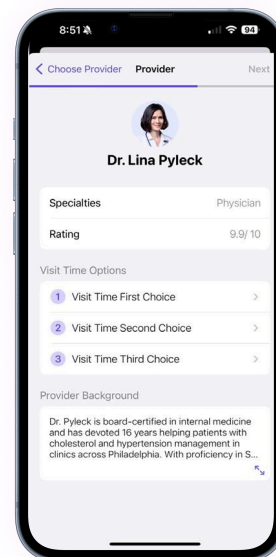 8:51
94
Choose Provider Provider Next
Dr. Lina Pyleck
Specialties Physician
Rating 9.9/ 10
Visit Time Options
1 Visit Time First Choice
2 Visit Time Second Choice
3 Visit Time Third Choice
Provider Background
Dr. Pyleck is board-certified in internal medicine
and has devoted 16 years helping patients with
cholesterol and hypertension management in
clinics across Philadelphia. With proficiency in S...